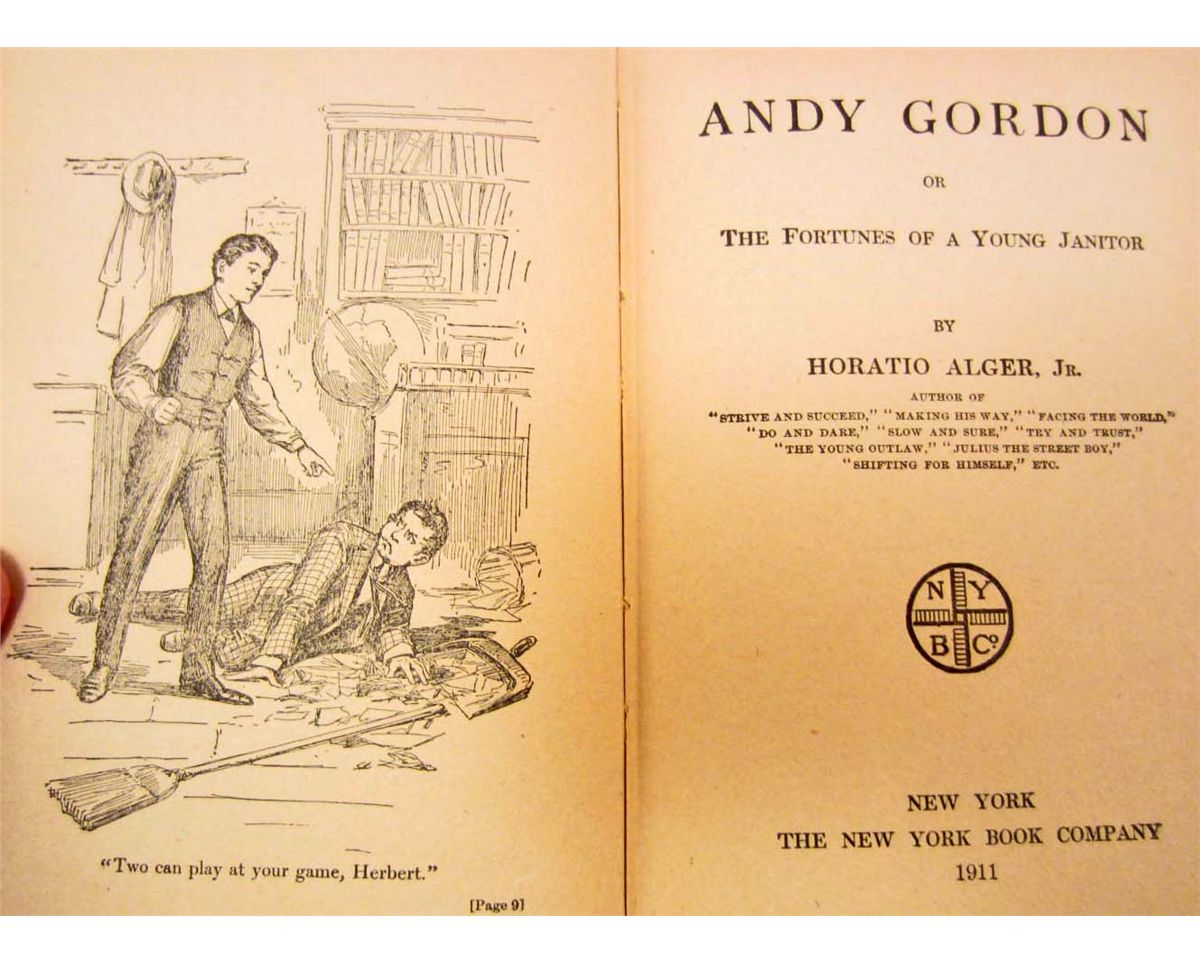 "Two can play at your game, Herbert."
[Page 9]
ANDY GORDON
OR
THE FORTUNES OF A YOUNG JANITOR
BY
HORATIO ALGER, JR.
AUTHOR OF
"STRIVE AND SUCCEED," "MAKING HIS WAY," "FACING THE WORLD,"
"DO AND DARE," "SLOW AND SURE," "TRY AND TRUST,"
"THE YOUNG OUTLAW," "JULIUS THE STREET BOY,"
"SHIFTING FOR HIMSELF," ETC.
N Y
B Co.
NEW YORK
THE NEW YORK BOOK COMPANY
1911